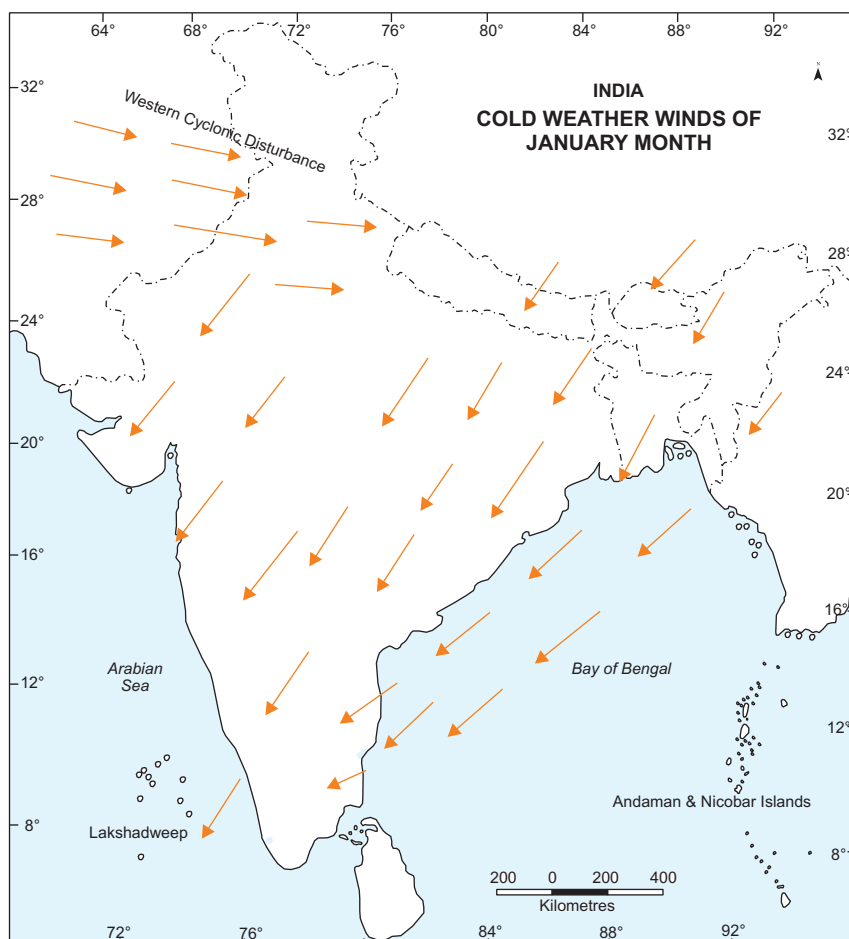 64° 68° 72° 76° 80° 84° 88° 92°
N
INDIA
COLD WEATHER WINDS OF
JANUARY MONTH
Western Cyclonic Disturbance
32° 32°
28° 28°
24° 24°
20° 20°
16° 16°
Arabian
Sea
Bay of Bengal
12° 12°
Andaman & Nicobar Islands
8° 8°
Lakshadweep
200 0 200 400
Kilometres
72° 76° 84° 88° 92°